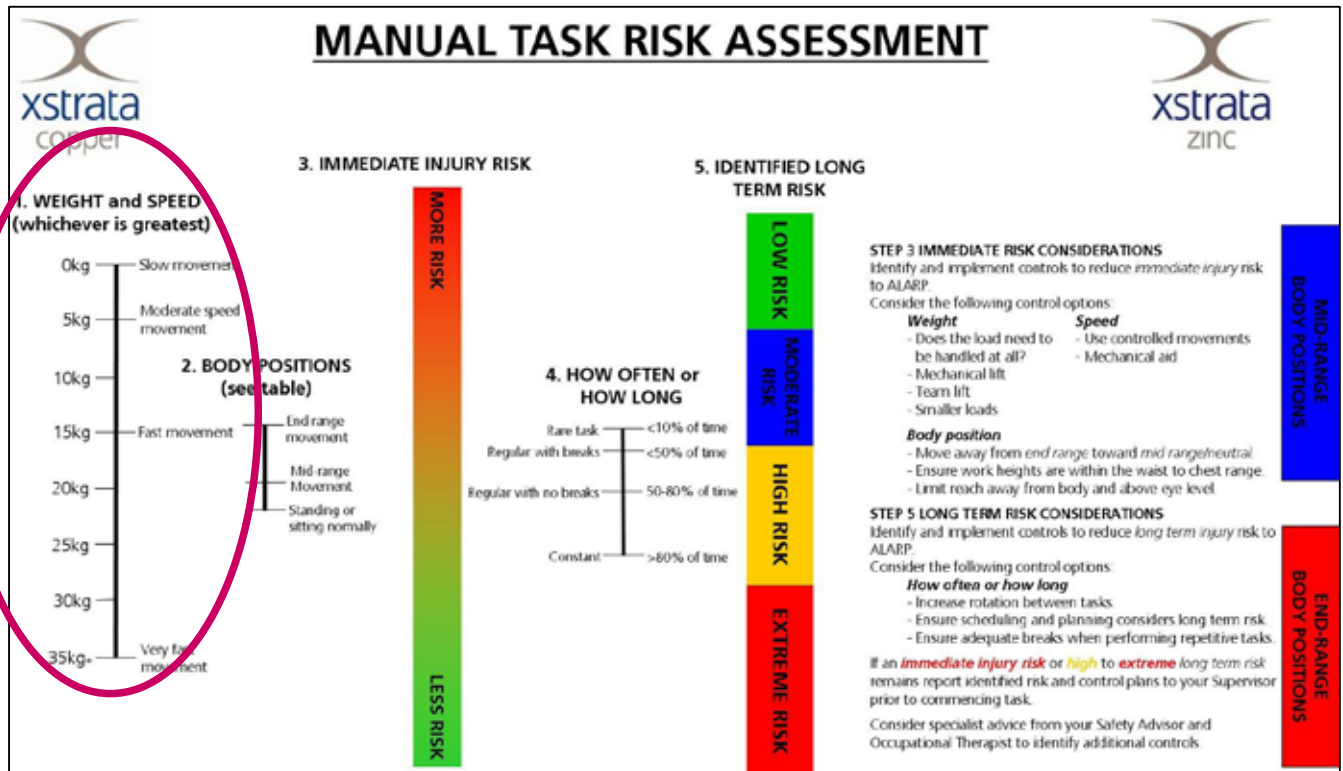 MANUAL TASK RISK ASSESSMENT
xstrata
copper
xstrata
zinc
1. WEIGHT and SPEED
(whichever is greatest)
0kg
Slow movement
5kg
Moderate speed
movement
10kg
15kg
Fast movement
20kg
25kg
30kg
35kg+
Very fast
movement
2. BODY POSITIONS
(see table)
End range
movement
Mid-range
Movement
Standing or
sitting normally
3. IMMEDIATE INJURY RISK
MORE RISK
LESS RISK
4. HOW OFTEN or
HOW LONG
Rare task
<10% of time
Regular with breaks
<50% of time
Regular with no breaks
50-80% of time
Constant
>80% of time
5. IDENTIFIED LONG
TERM RISK
LOW RISK
MODERATE
RISK
HIGH RISK
EXTREME RISK
STEP 3 IMMEDIATE RISK CONSIDERATIONS
Identify and implement controls to reduce immediate injury risk
to ALARP.
Consider the following control options:
Weight
- Does the load need to
be handled at all?
- Mechanical lift
- Team lift
- Smaller loads
Speed
- Use controlled movements
- Mechanical aid
Body position
- Move away from end range toward mid range/neutral.
- Ensure work heights are within the waist to chest range.
- Limit reach away from body and above eye level
STEP 5 LONG TERM RISK CONSIDERATIONS
Identify and implement controls to reduce long term injury risk to
ALARP.
Consider the following control options:
How often or how long
- Increase rotation between tasks.
- Ensure scheduling and planning considers long term risk.
- Ensure adequate breaks when performing repetitive tasks.
If an immediate injury risk or high to extreme long term risk
remains report identified risk and control plans to your Supervisor
prior to commencing task.
Consider specialist advice from your Safety Advisor and
Occupational Therapist to identify additional controls.
MID-RANGE
BODY POSITIONS
END-RANGE
BODY POSITIONS